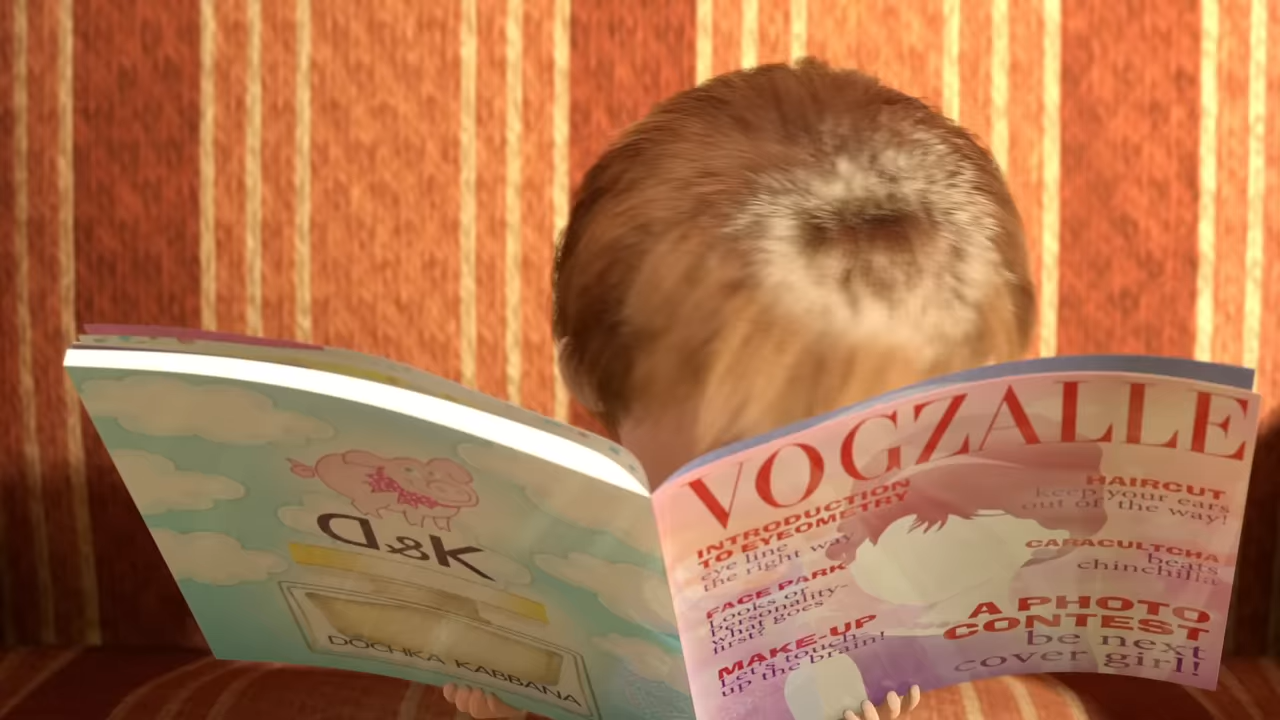 D&K
DOCHKA KABBANA
VOGZALLE
INTRODUCTION
TO EYEOMETRY
eye line
the right way
FACE PARK
Looks or
personality-
what goes
first?
MAKE-UP
Let's touch-
up the brain!
HAIRCUT
keep your ears
out of the way!
CARACULTCHA
beats
chinchilla
A PHOTO
CONTEST
be next
cover girl!